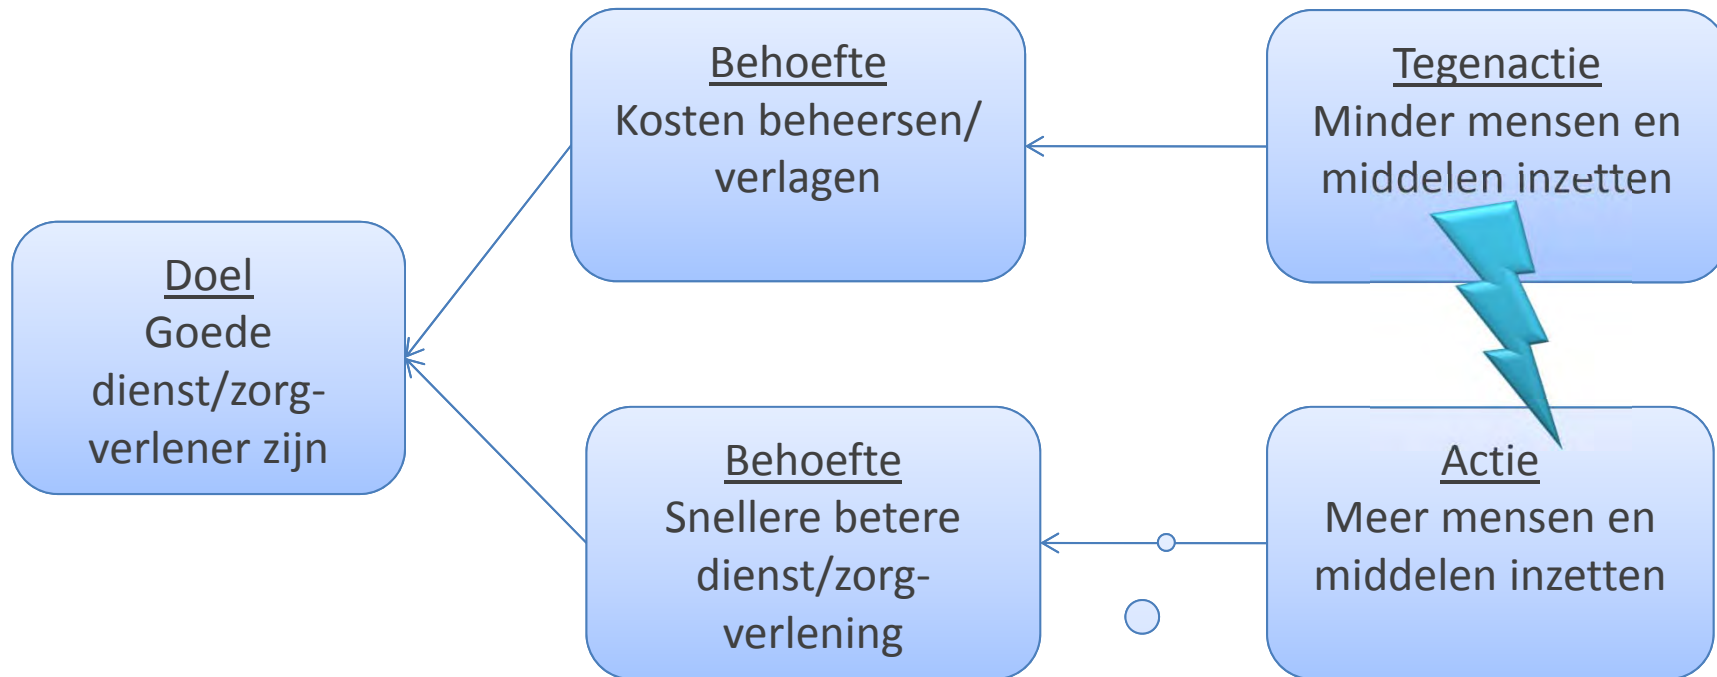 Behoefte
Kosten beheersen/
verlagen
Tegenactie
Minder mensen en
middelen inzetten
Doel
Goede
dienst/zorg-
verlener zijn
Behoefte
Snellere betere
dienst/zorg-
verlening
Actie
Meer mensen en
middelen inzetten